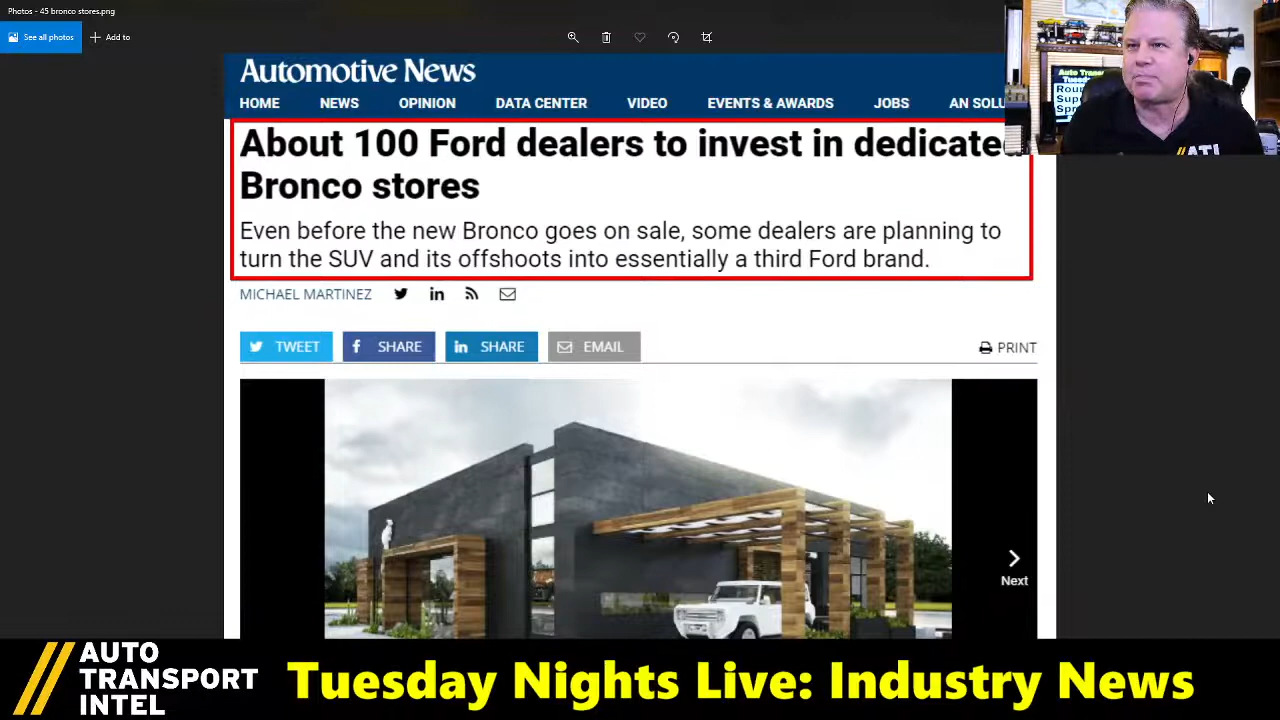 Photos - 45 bronco stores.png
See all photos
Add to
Automotive News
HOME NEWS OPINION DATA CENTER VIDEO EVENTS & AWARDS JOBS AN SOLU
About 100 Ford dealers to invest in dedicated
Bronco stores
Even before the new Bronco goes on sale, some dealers are planning to
turn the SUV and its offshoots into essentially a third Ford brand.
MICHAEL MARTINEZ
TWEET SHARE SHARE EMAIL PRINT
Next
AUTO
TRANSPORT
INTEL
Tuesday Nights Live: Industry News